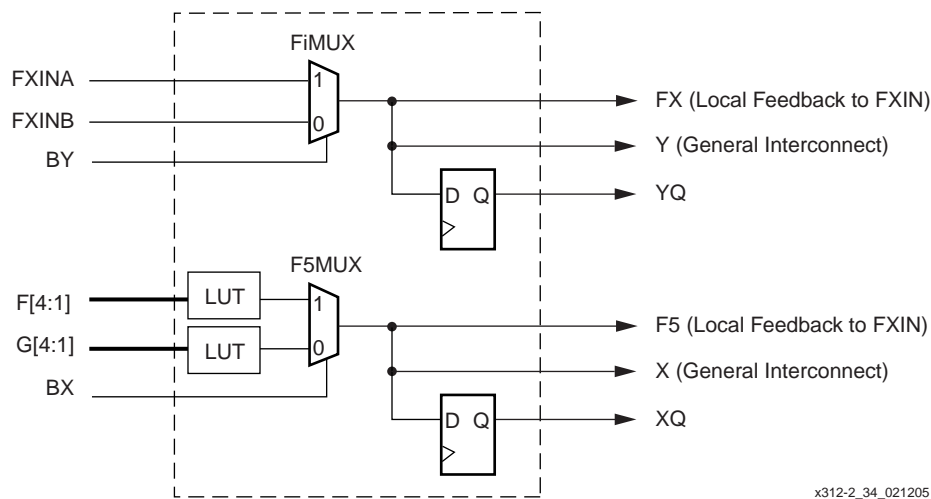 FiMUX
FXINA
1
FX (Local Feedback to FXIN)
FXINB
0
Y (General Interconnect)
BY
D Q
YQ
F5MUX
F[4:1]
LUT
1
F5 (Local Feedback to FXIN)
G[4:1]
LUT
0
X (General Interconnect)
BX
D Q
XQ
x312-2_34_021205